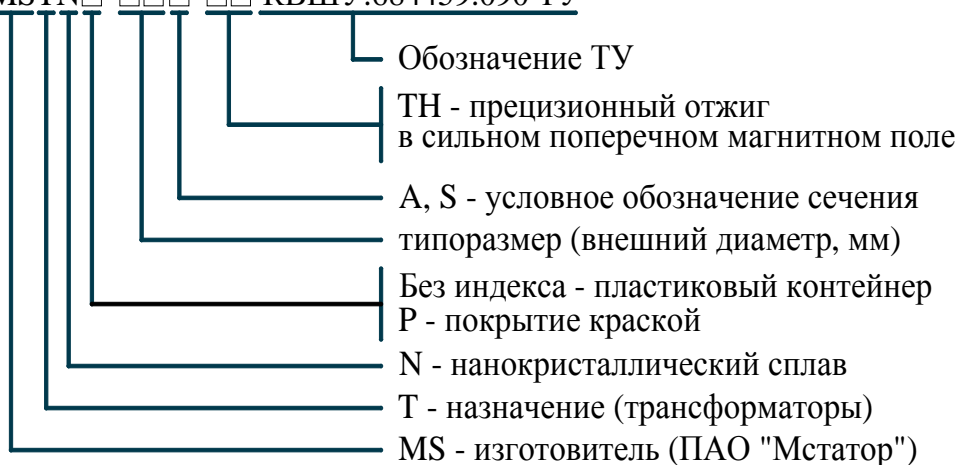 Обозначение ТУ
TH - прецизионный отжиг
в сильном поперечном магнитном поле
A, S - условное обозначение сечения
типоразмер (внешний диаметр, мм)
Без индекса - пластиковый контейнер
P - покрытие краской
N - нанокристаллический сплав
T - назначение (трансформаторы)
MS - изготовитель (ПАО "Мстатор")